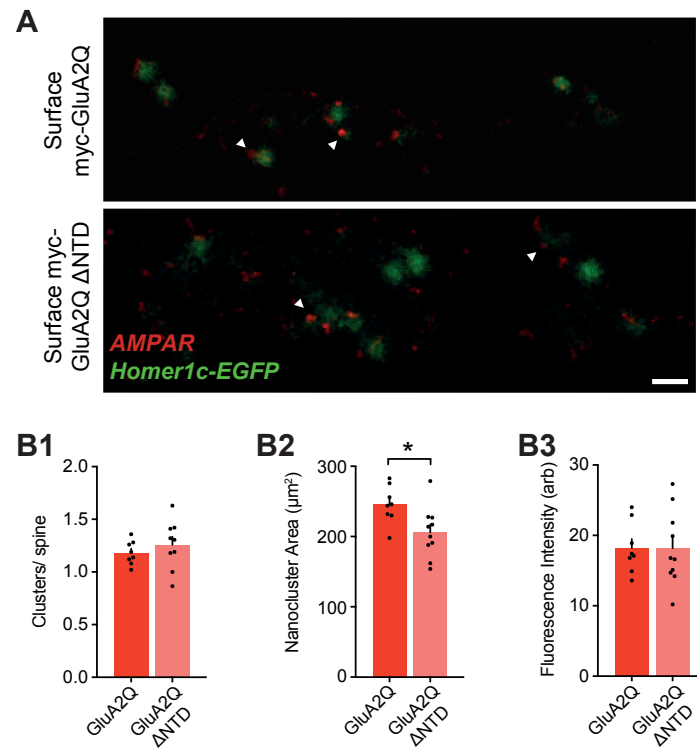 A
Surface
myc-GluA2Q
Surface myc-
GluA2Q ΔNTD
AMPAR
Homer1c-EGFP
B1
Clusters/ spine
2.0
1.5
1.0
0.5
0.0
GluA2Q
GluA2Q
ΔNTD
B2
Nanocluster Area (μm²)
300
200
100
0
*
GluA2Q
GluA2Q
ΔNTD
B3
Fluorescence Intensity (arb)
30
20
10
0
GluA2Q
GluA2Q
ΔNTD